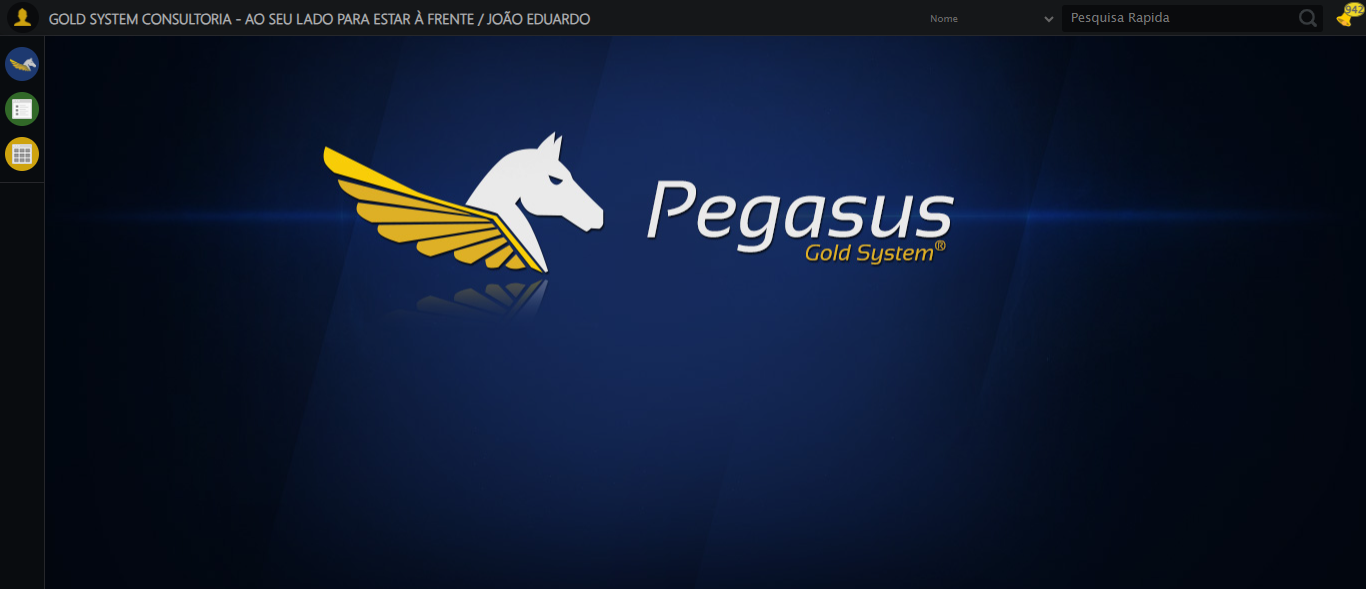 GOLD SYSTEM CONSULTORIA - AO SEU LADO PARA ESTAR À FRENTE / JOÃO EDUARDO
Nome
Pesquisa Rapida
942
Pegasus
Gold System®